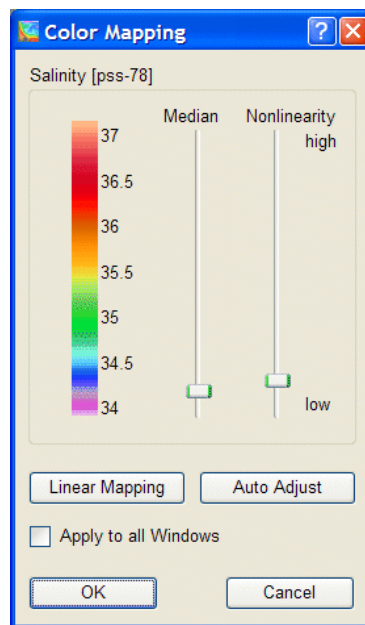 Color Mapping
Salinity [pss-78]
Median Nonlinearity
high
37
36.5
36
35.5
35
34.5
34
low
Linear Mapping Auto Adjust
Apply to all Windows
OK Cancel